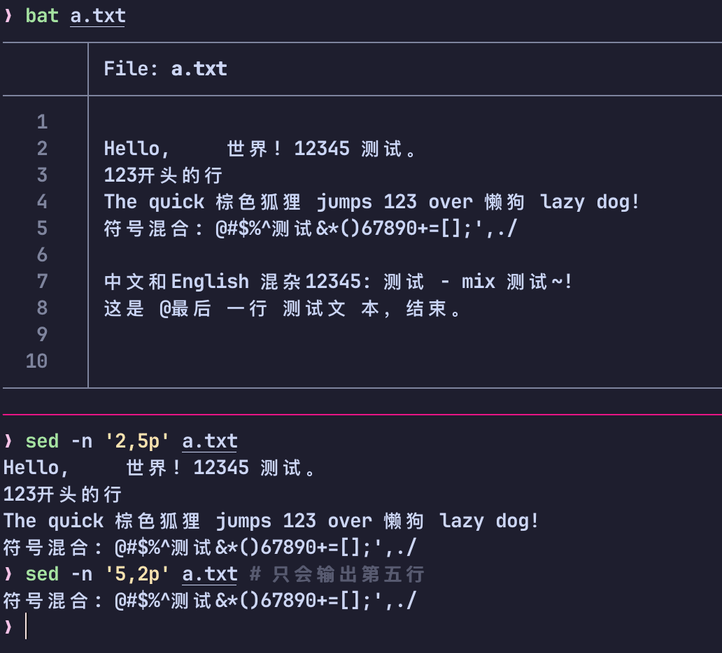 ❯ bat a.txt
File: a.txt
1
2 Hello,     世界! 12345 测试。
3 123开头的行
4 The quick 棕色狐狸 jumps 123 over 懒狗 lazy dog!
5 符号混合: @#$%^测试&*()67890+=[];',./
6
7 中文和English 混杂12345: 测试 - mix 测试~!
8 这是 @最后 一行 测试文 本, 结束。
9
10
❯ sed -n '2,5p' a.txt
Hello,     世界! 12345 测试。
123开头的行
The quick 棕色狐狸 jumps 123 over 懒狗 lazy dog!
符号混合: @#$%^测试&*()67890+=[];',./
❯ sed -n '5,2p' a.txt # 只会输出第五行
符号混合: @#$%^测试&*()67890+=[];',./
❯